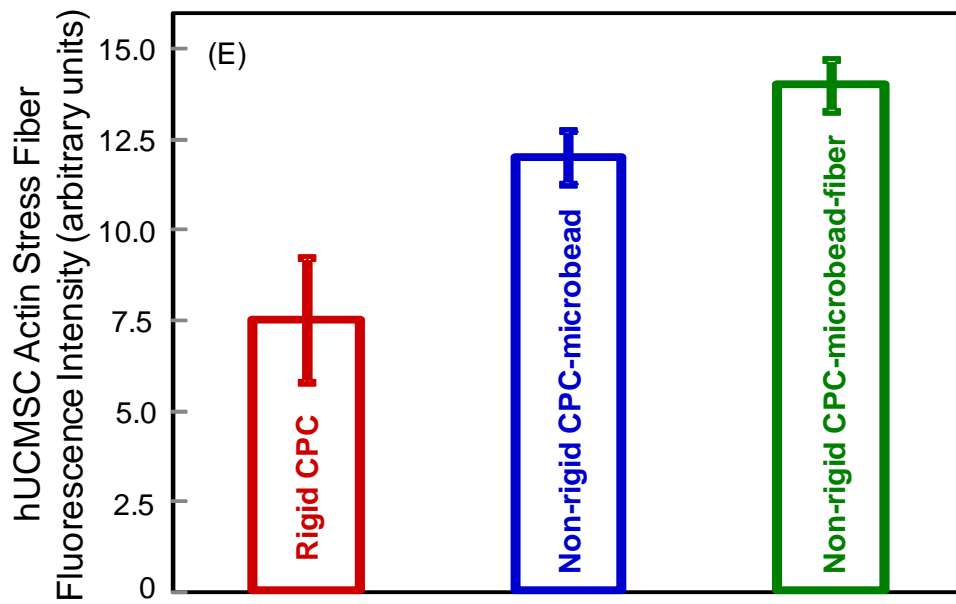 hUCMSC Actin Stress Fiber
Fluorescence Intensity (arbitrary units)
15.0
12.5
10.0
7.5
5.0
2.5
0
(E)
Rigid CPC
Non-rigid CPC-microbead
Non-rigid CPC-microbead-fiber